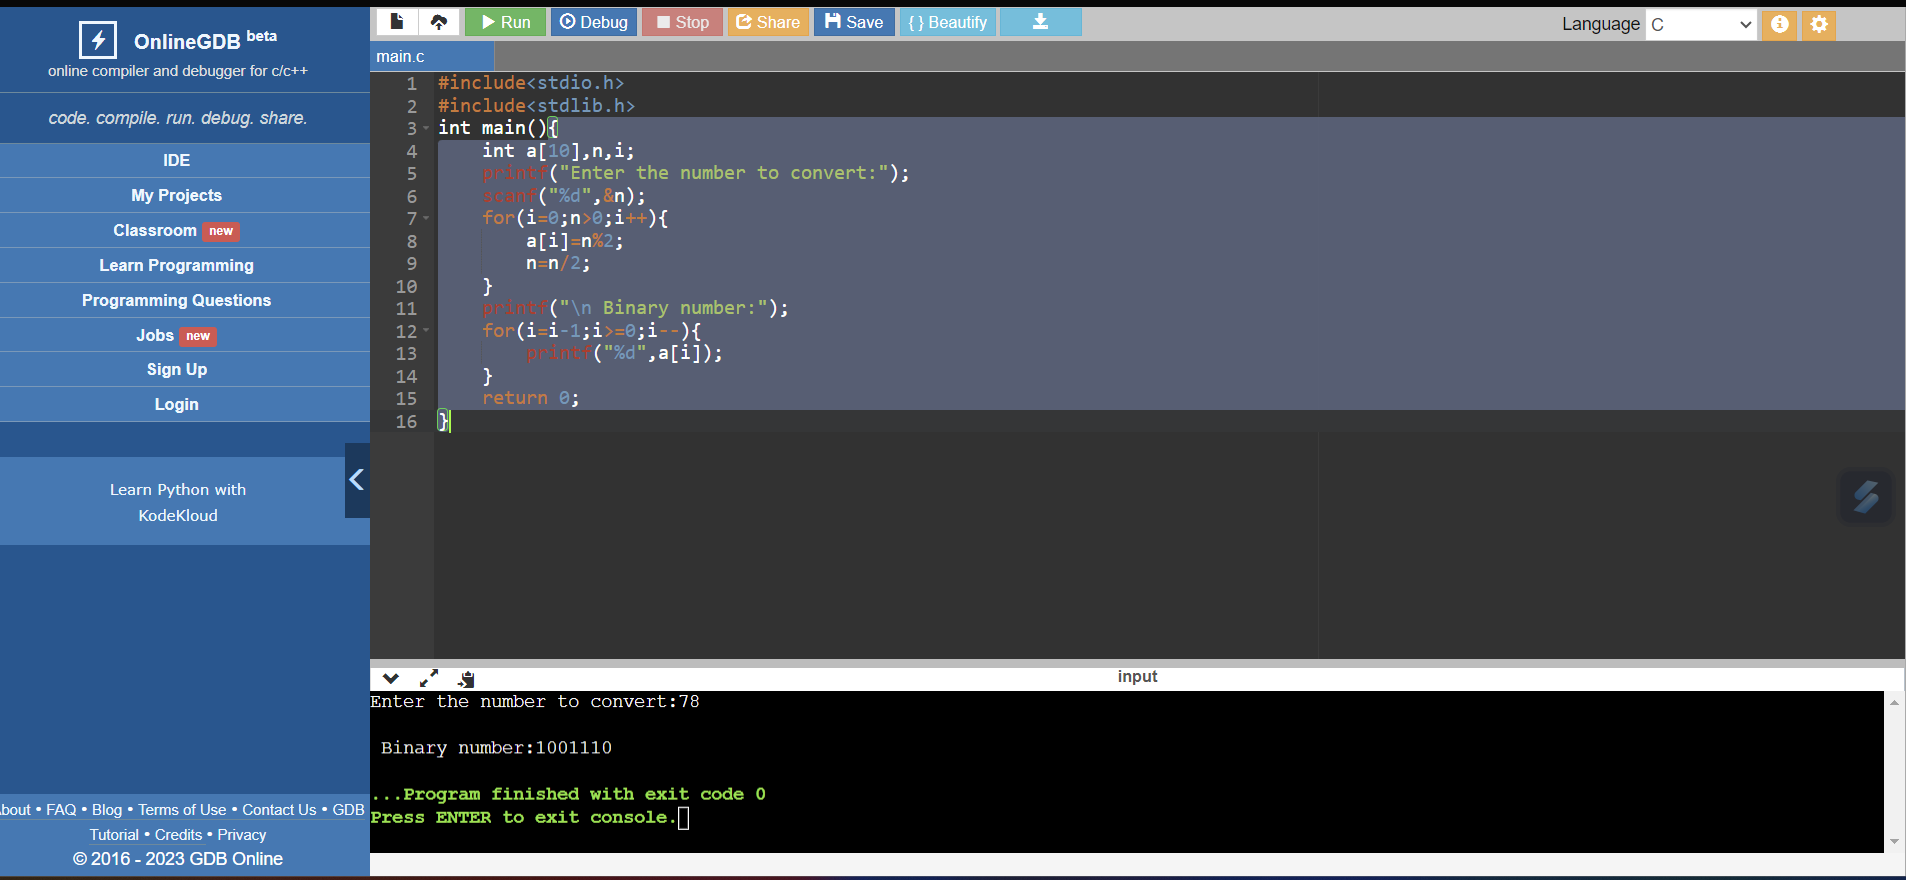 OnlineGDB beta
online compiler and debugger for c/c++
code. compile. run. debug. share.
IDE
My Projects
Classroom new
Learn Programming
Programming Questions
Jobs new
Sign Up
Login
Learn Python with
KodeKloud
bout • FAQ • Blog • Terms of Use • Contact Us • GDB
Tutorial • Credits • Privacy
© 2016 - 2023 GDB Online
Run Debug Stop Share Save { } Beautify
Language C
main.c
1 #include<stdio.h>
2 #include<stdlib.h>
3 int main(){
4 int a[10],n,i;
5 printf("Enter the number to convert:");
6 scanf("%d",&n);
7 for(i=0;n>0;i++){
8 a[i]=n%2;
9 n=n/2;
10 }
11 printf("\n Binary number:");
12 for(i=i-1;i>=0;i--){
13 printf("%d",a[i]);
14 }
15 return 0;
16 }
input
Enter the number to convert:78
Binary number:1001110
...Program finished with exit code 0
Press ENTER to exit console.